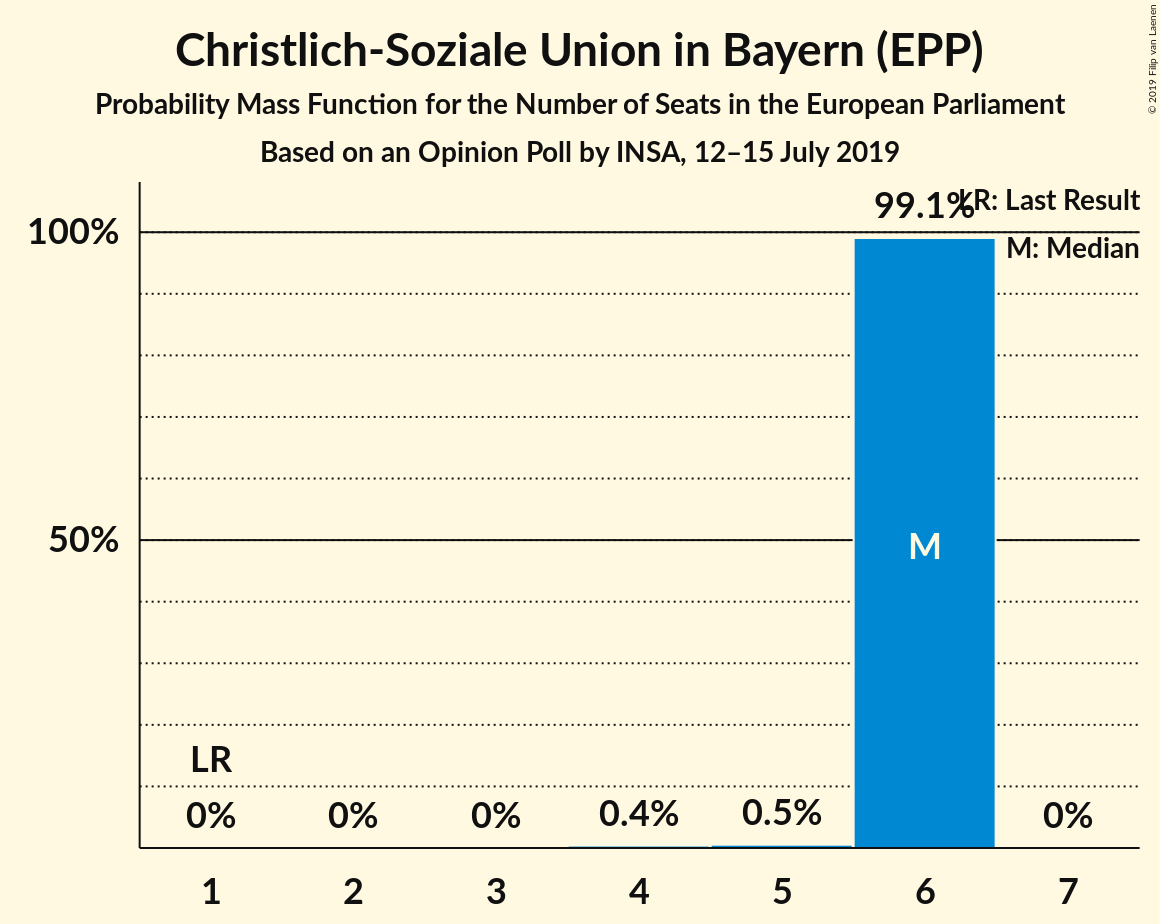 Christlich-Soziale Union in Bayern (EPP)
Probability Mass Function for the Number of Seats in the European Parliament
Based on an Opinion Poll by INSA, 12–15 July 2019
© 2019 Filip van Laenen
99.1%
LR: Last Result
M: Median
100%
50%
M
LR
0%
0%
0%
0.4%
0.5%
0%
1 2 3 4 5 6 7